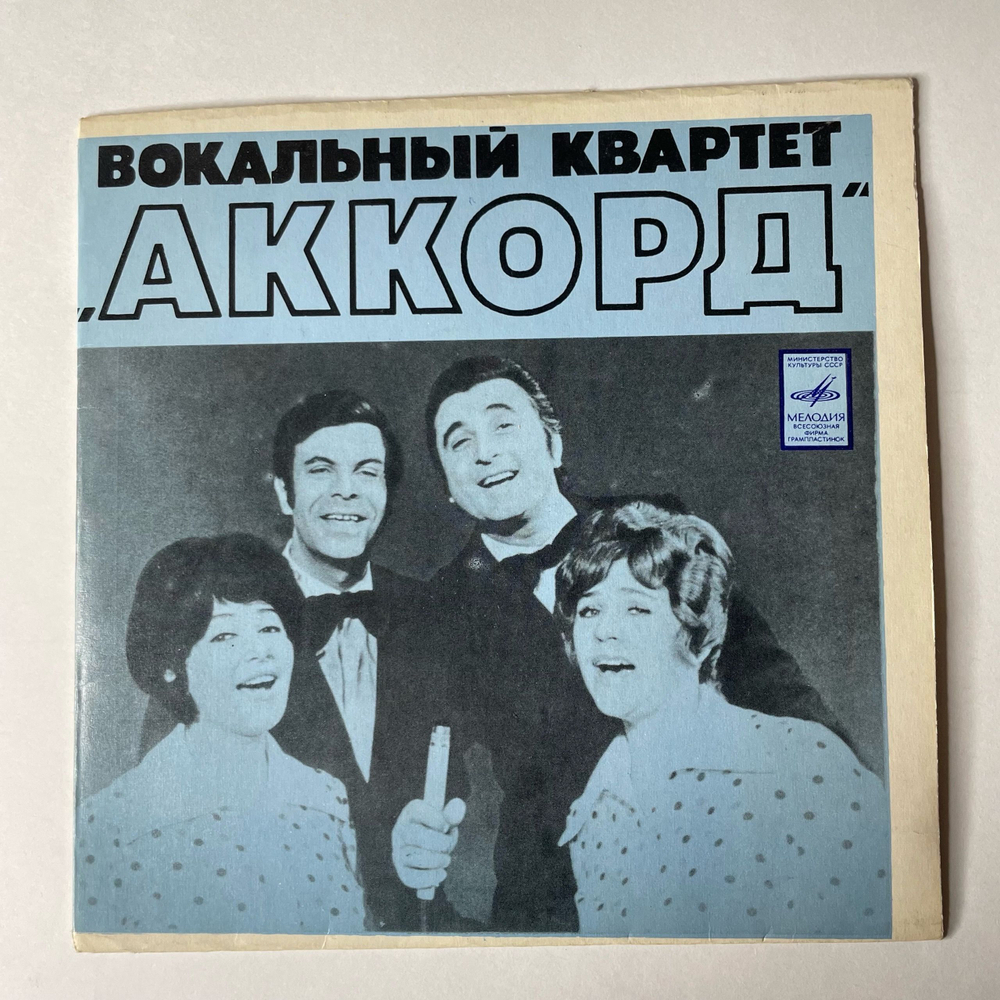 ВОКАЛЬНЫЙ КВАРТЕТ
„АККОРД“
МИНИСТЕРСТВО
КУЛЬТУРЫ СССР
МЕЛОДИЯ
ВСЕСОЮЗНАЯ
ФИРМА
ГРАМПЛАСТИНОК